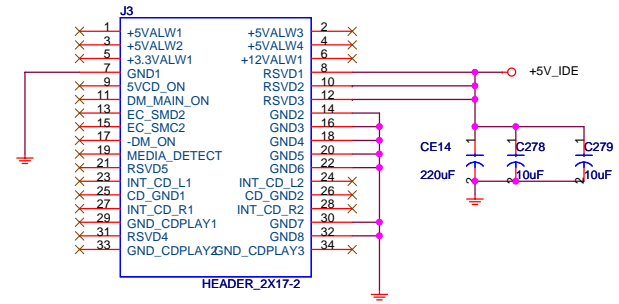 J3
1 +5VALW1 +5VALW3 2
3 +5VALW2 +5VALW4 4
5 +3.3VALW1 +12VALW1 6
7 GND1 RSVD1 8 +5V_IDE
9 5VCD_ON RSVD2 10
11 DM_MAIN_ON RSVD3 12
13 EC_SMD2 GND2 14
15 EC_SMC2 GND3 16
17 -DM_ON GND4 18
19 MEDIA_DETECT GND5 20
21 RSVD5 GND6 22
23 INT_CD_L1 INT_CD_L2 24
25 CD_GND1 CD_GND2 26
27 INT_CD_R1 INT_CD_R2 28
29 GND_CDPLAY1 GND7 30
31 RSVD4 GND8 32
33 GND_CDPLAY2 GND_CDPLAY3 34
HEADER_2X17-2
1 1 1
CE14 C278 C279
220uF 10uF 10uF
2 2 2